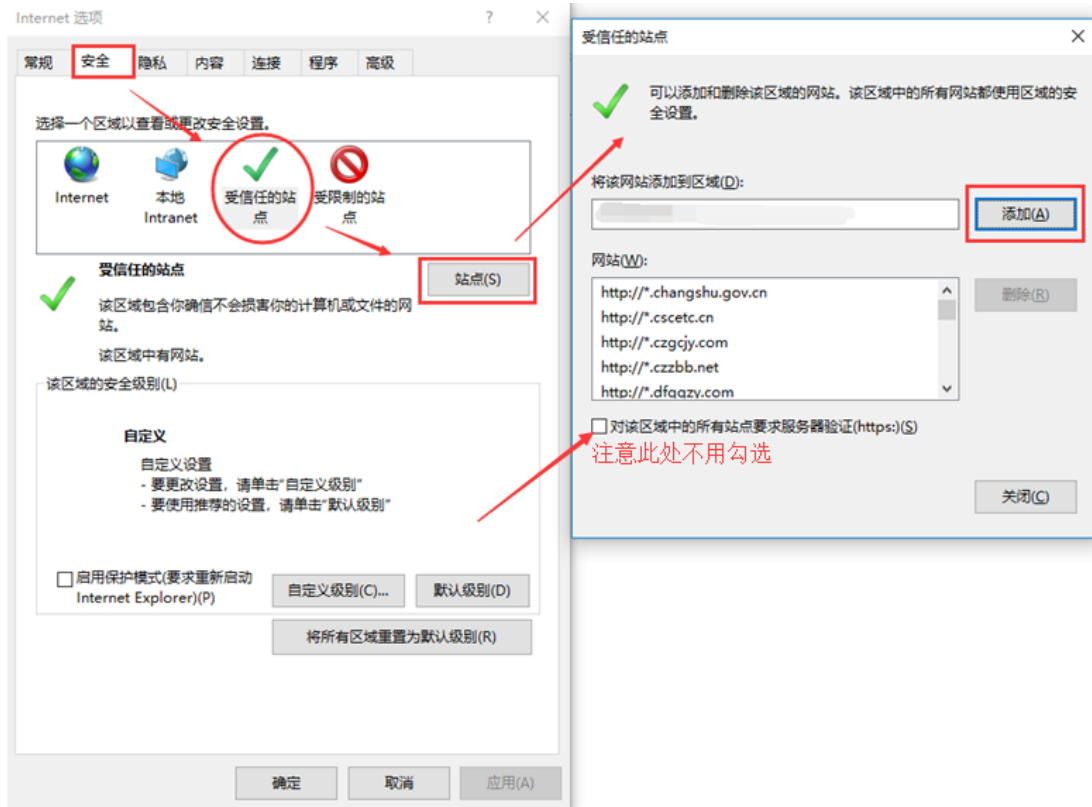 Internet 选项
?
常规 安全 隐私 内容 连接 程序 高级
选择一个区域以查看或更改安全设置。
Internet
本地
Intranet
受信任的站
点
受限制的站
点
受信任的站点
站点(S)
该区域包含你确信不会损害你的计算机或文件的网
站。
该区域中有网站。
该区域的安全级别(L)
自定义
自定义设置
- 要更改设置，请单击“自定义级别”
- 要使用推荐的设置，请单击“默认级别”
启用保护模式(要求重新启动
Internet Explorer)(P)
自定义级别(C)...
默认级别(D)
将所有区域重置为默认级别(R)
确定
取消
应用(A)
受信任的站点
可以添加和删除该区域的网站。该区域中的所有网站都使用区域的安
全设置。
将该网站添加到区域(D):
添加(A)
网站(W):
http://*.changshu.gov.cn
http://*.cscetc.cn
http://*.czgcjy.com
http://*.czzbb.net
http://*.dfggzy.com
删除(R)
对该区域中的所有站点要求服务器验证(https:)(S)
注意此处不用勾选
关闭(C)